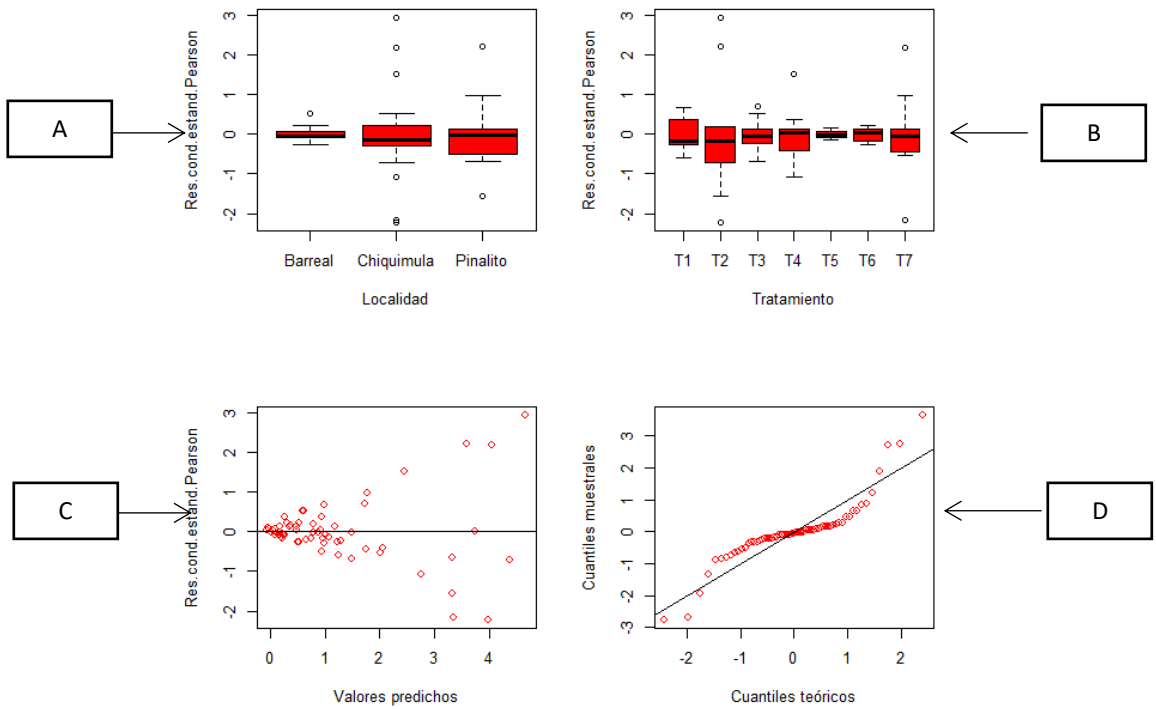 A
Res.cond.estand.Pearson
3
2
1
0
-1
-2
Barreal Chiquimula Pinalito
Localidad
B
Res.cond.estand.Pearson
3
2
1
0
-1
-2
T1 T2 T3 T4 T5 T6 T7
Tratamiento
C
Res.cond.estand.Pearson
3
2
1
0
-1
-2
0 1 2 3 4
Valores predichos
D
Cuantiles muestrales
3
2
1
0
-1
-2
-3
-2 -1 0 1 2
Cuantiles teóricos